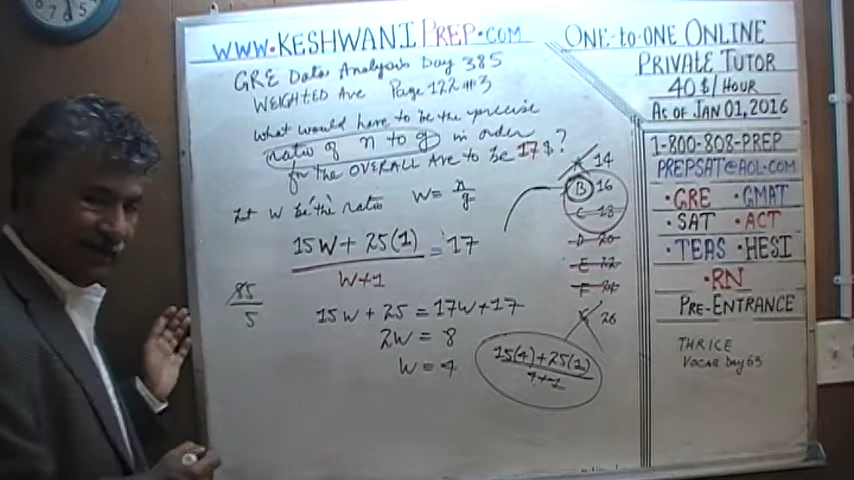 WWW.KESHWANIPREP.COM
GRE Data Analysis Day 385
WEIGHTED AVE Page 122 #3
What would have to be the precise
ratio of n to g in order
for the OVERALL AVE to be 17$?
Let W be the ratio W = n/g
15W + 25(1) / W+1 = 17
15W + 25 = 17W + 17
2W = 8
W = 4
85/5
15(4) + 25(1) / 4+1
A 14
B 16
C 18
D 20
E 22
F 24
G 26
ONE-to-ONE ONLINE
PRIVATE TUTOR
40$/HOUR
AS OF JAN 01, 2016
1-800-808-PREP
PREPSAT@AOL.COM
•GRE •GMAT
•SAT •ACT
•TEAS •HESI
•RN
PRE-ENTRANCE
THRICE
VOCAB Day 63